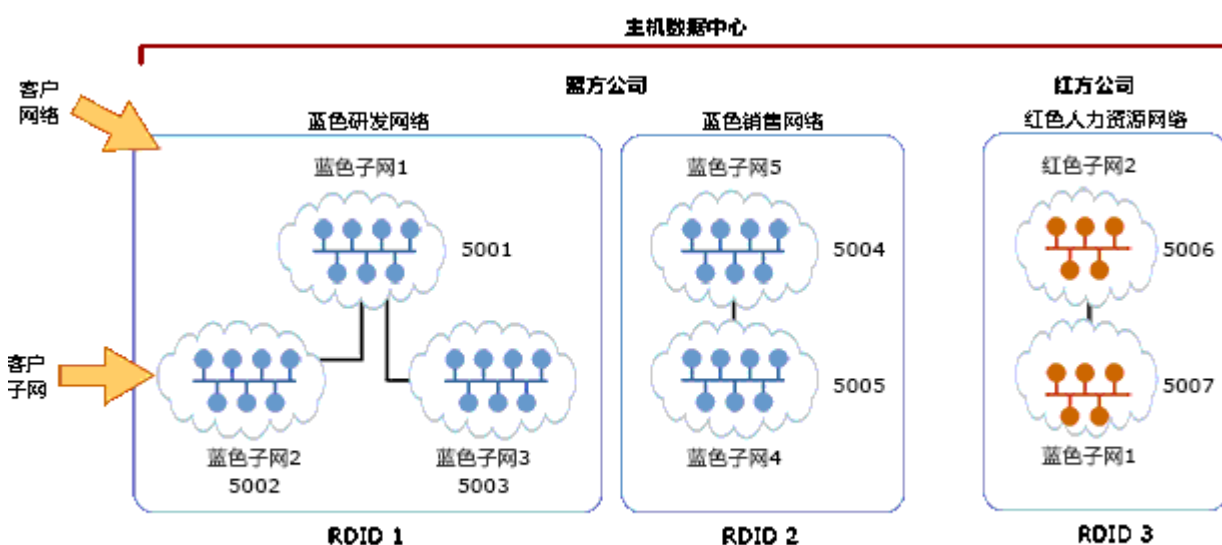 主机数据中心
客户
网络
蓝方公司
红方公司
蓝色研发网络
蓝色销售网络
红色人力资源网络
蓝色子网1
蓝色子网5
红色子网2
5001
5004
5006
客户
子网
5005
5007
蓝色子网2
5002
蓝色子网3
5003
蓝色子网4
蓝色子网1
RDID 1
RDID 2
RDID 3